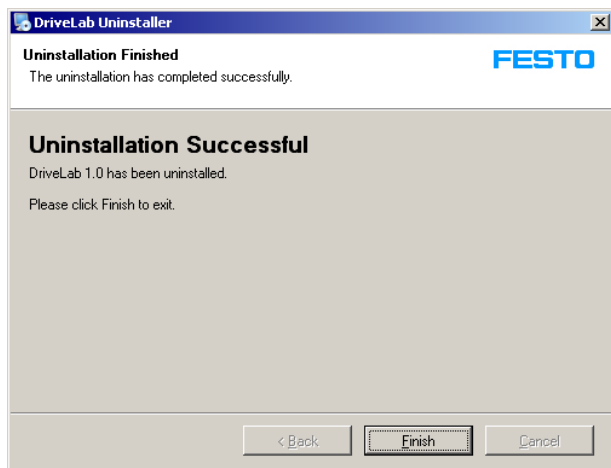 DriveLab Uninstaller
Uninstallation Finished
The uninstallation has completed successfully.
FESTO
Uninstallation Successful
DriveLab 1.0 has been uninstalled.
Please click Finish to exit.
< Back
Finish
Cancel